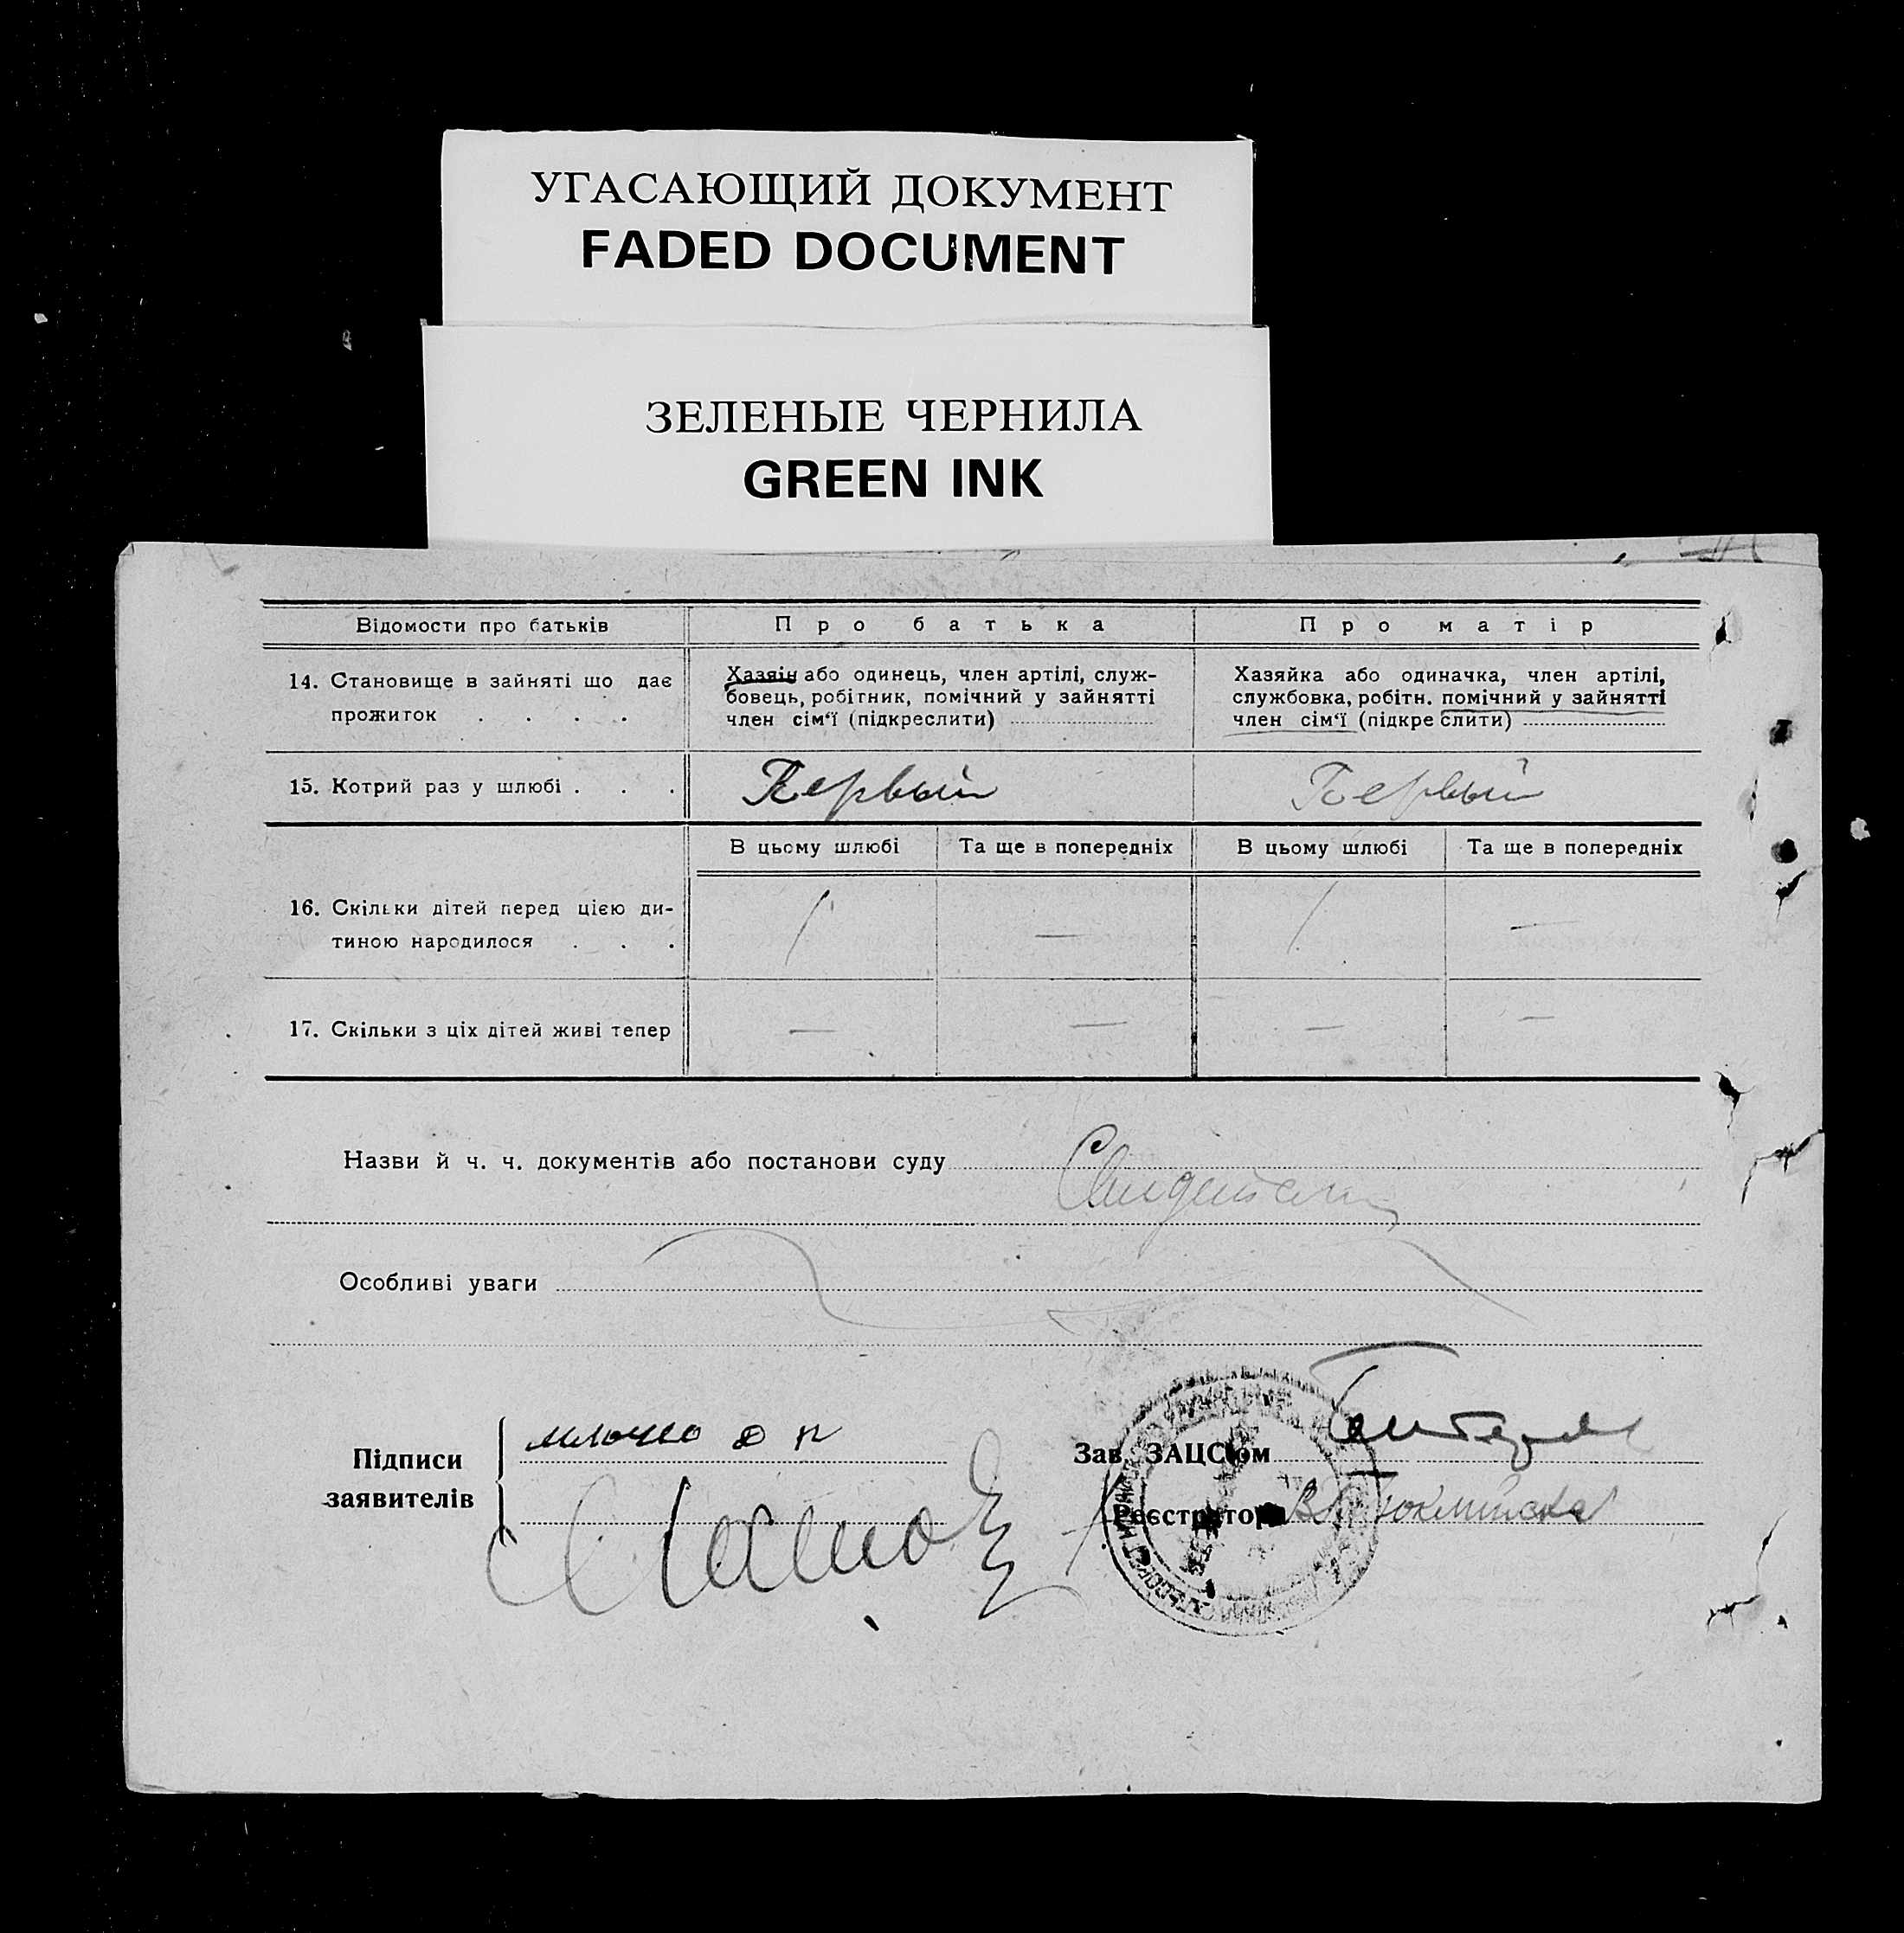 УГАСАЮЩИЙ ДОКУМЕНТ
FADED DOCUMENT
ЗЕЛЕНЫЕ ЧЕРНИЛА
GREEN INK
Відомости про батьків Про батька Про матір
14. Становище в зайняті що дає
прожиток . . . .
Хазяін або одинець, член артілі, служ-
бовець, робітник, помічний у зайнятті
член сім‘ї (підкреслити)
Хазяйка або одиначка, член артілі,
службовка, робітн. помічний у зайнятті
член сім‘ї (підкреслити)
15. Котрий раз у шлюбі . . . Первый Первый
В цьому шлюбі Та ще в попередніх В цьому шлюбі Та ще в попередніх
16. Скільки дітей перед цією ди-
тиною народилося . . . 1 — 1 —
17. Скільки з ціх дітей живі тепер — — — —
Назви й ч. ч. документів або постанови суду
Особливі уваги
Підписи
заявителів
Зав. ЗАЦСом
Реєстратор